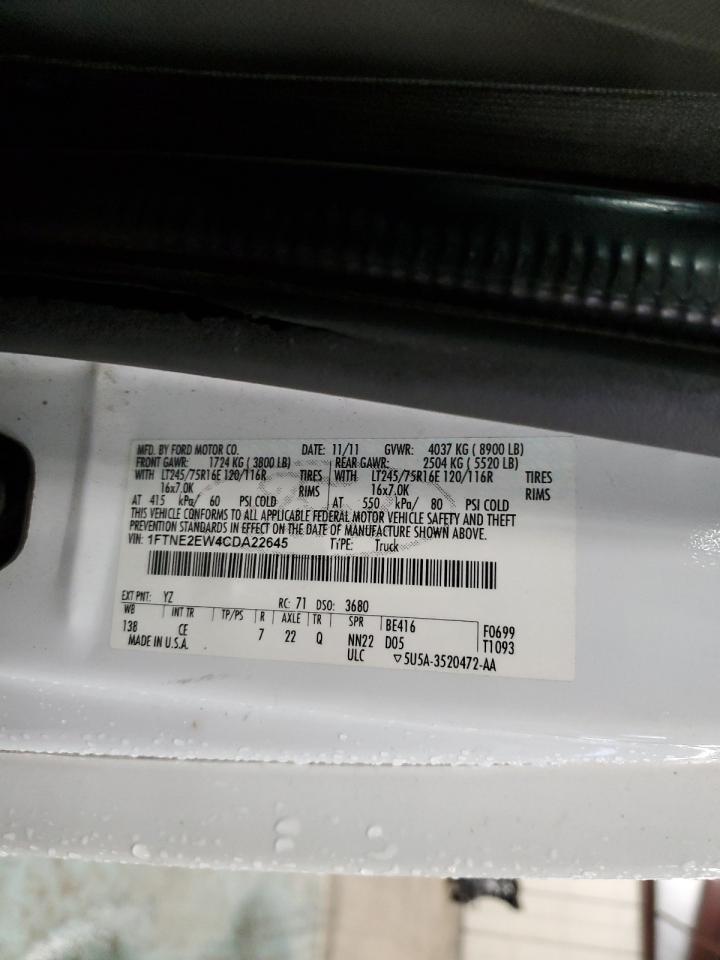 MFD. BY FORD MOTOR CO. DATE: 11/11 GVWR: 4037 KG ( 8900 LB)
FRONT GAWR: 1724 KG ( 3800 LB) REAR GAWR: 2504 KG ( 5520 LB)
WITH LT245/75R16E 120/116R TIRES WITH LT245/75R16E 120/116R TIRES
16x7.0K RIMS 16x7.0K RIMS
AT 415 kPa/ 60 PSI COLD AT 550 kPa/ 80 PSI COLD
THIS VEHICLE CONFORMS TO ALL APPLICABLE FEDERAL MOTOR VEHICLE SAFETY AND THEFT
PREVENTION STANDARDS IN EFFECT ON THE DATE OF MANUFACTURE SHOWN ABOVE.
VIN: 1FTNE2EW4CDA22645 TYPE: Truck
EXT PNT: YZ RC: 71 DSO: 3680
WB INT TR TP/PS R AXLE TR SPR BE416 F0699
138 CE 7 22 Q NN22 D05 T1093
MADE IN U.S.A. ULC ▽5U5A-3520472-AA